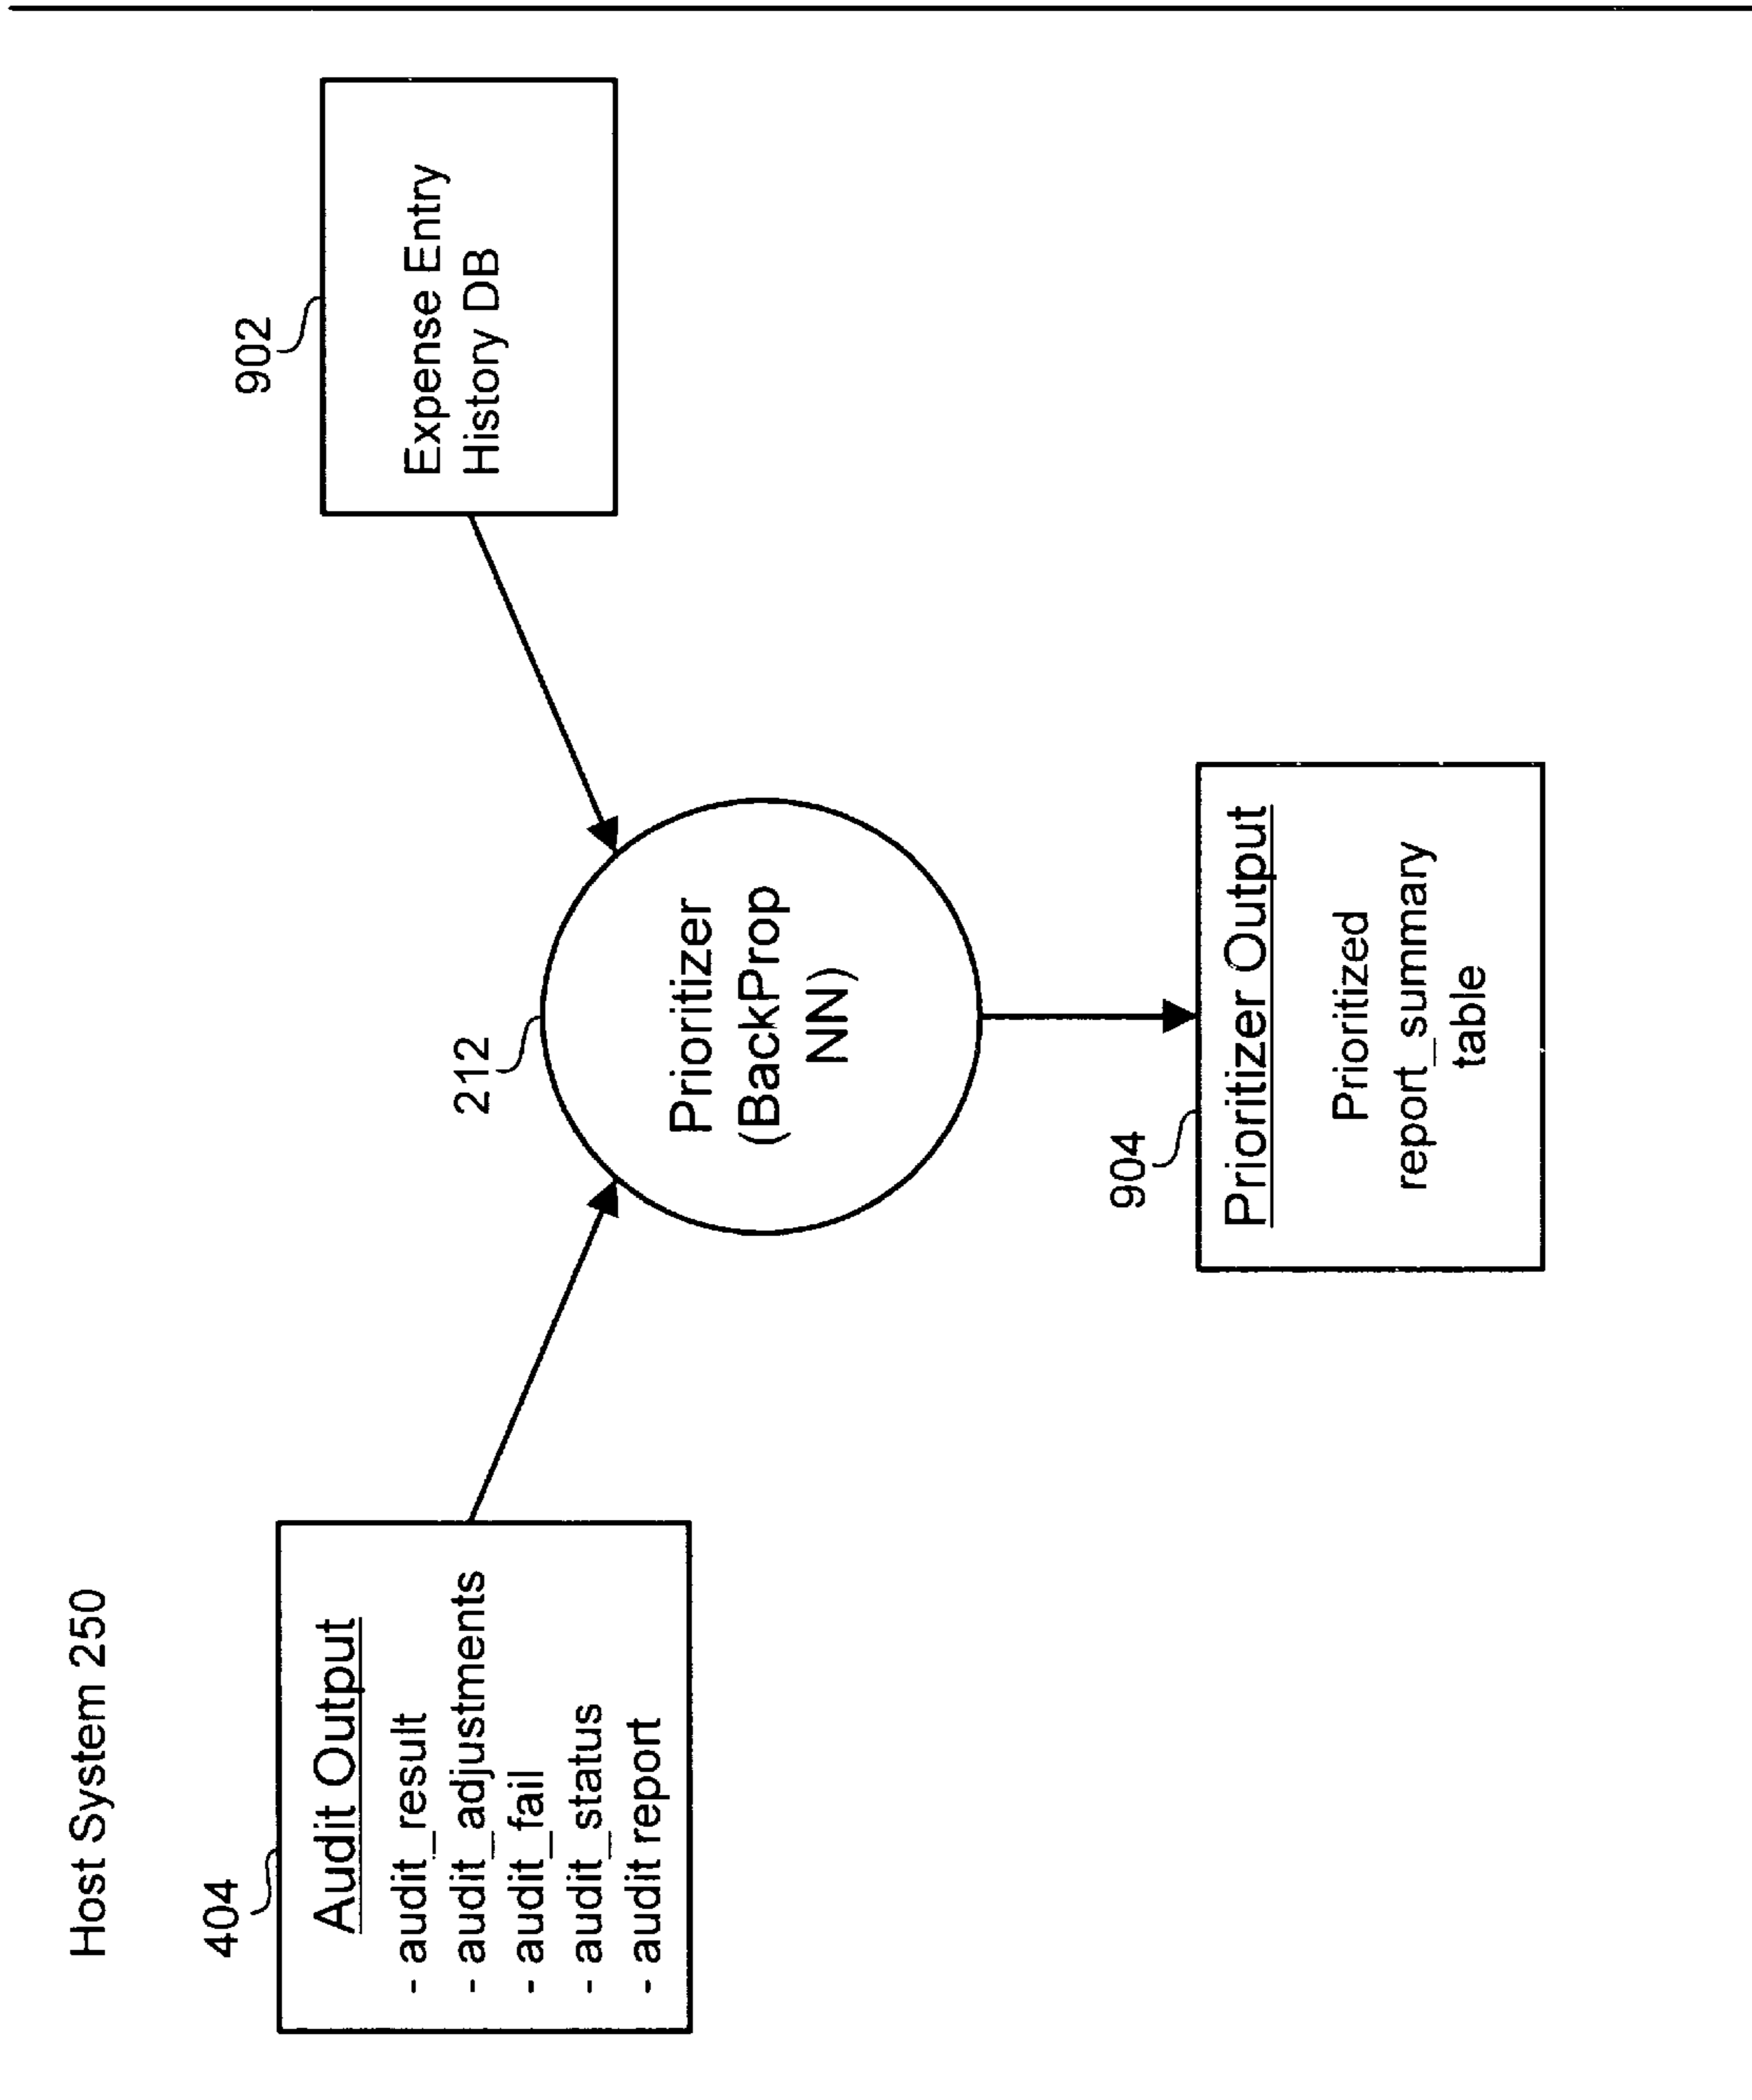 Host System 250
404
Audit Output
- audit_result
- audit_adjustments
- audit_fail
- audit_status
- audit report
212
Prioritizer
(BackProp
NN)
902
Expense Entry
History DB
904
Prioritizer Output
Prioritized
report_summary
table